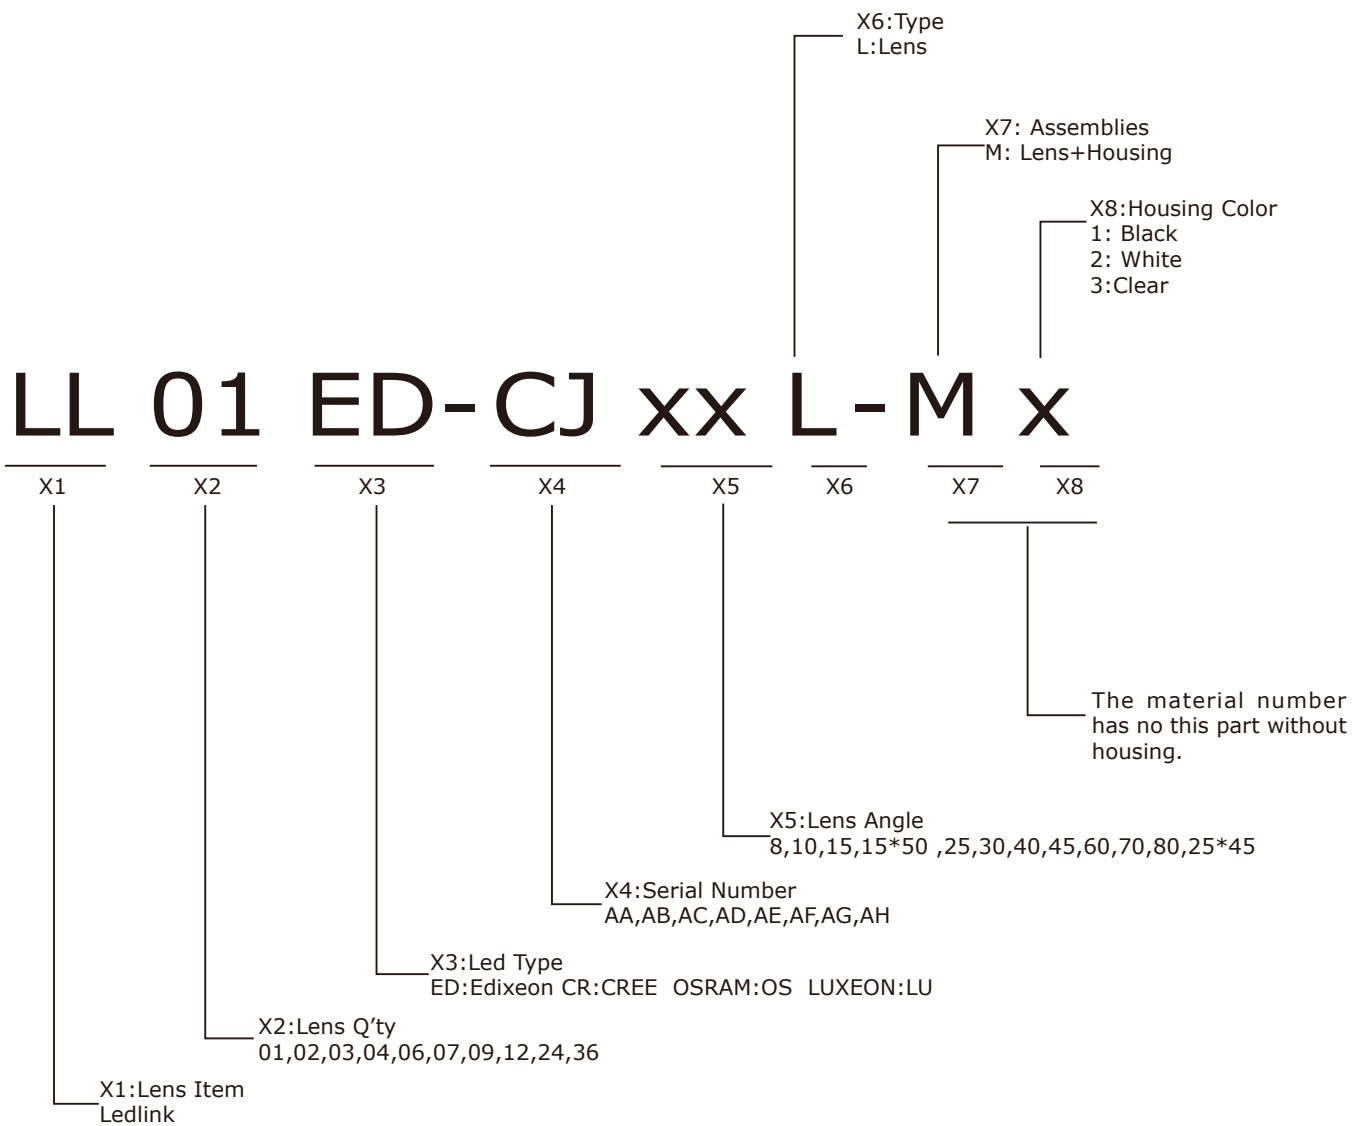 X6:Type
L:Lens
X7: Assemblies
M: Lens+Housing
X8:Housing Color
1: Black
2: White
3:Clear
LL 01 ED-CJ xx L-M x
X1 X2 X3 X4 X5 X6 X7 X8
The material number
has no this part without
housing.
X5:Lens Angle
8,10,15,15*50 ,25,30,40,45,60,70,80,25*45
X4:Serial Number
AA,AB,AC,AD,AE,AF,AG,AH
X3:Led Type
ED:Edixeon CR:CREE OSRAM:OS LUXEON:LU
X2:Lens Q’ty
01,02,03,04,06,07,09,12,24,36
X1:Lens Item
Ledlink